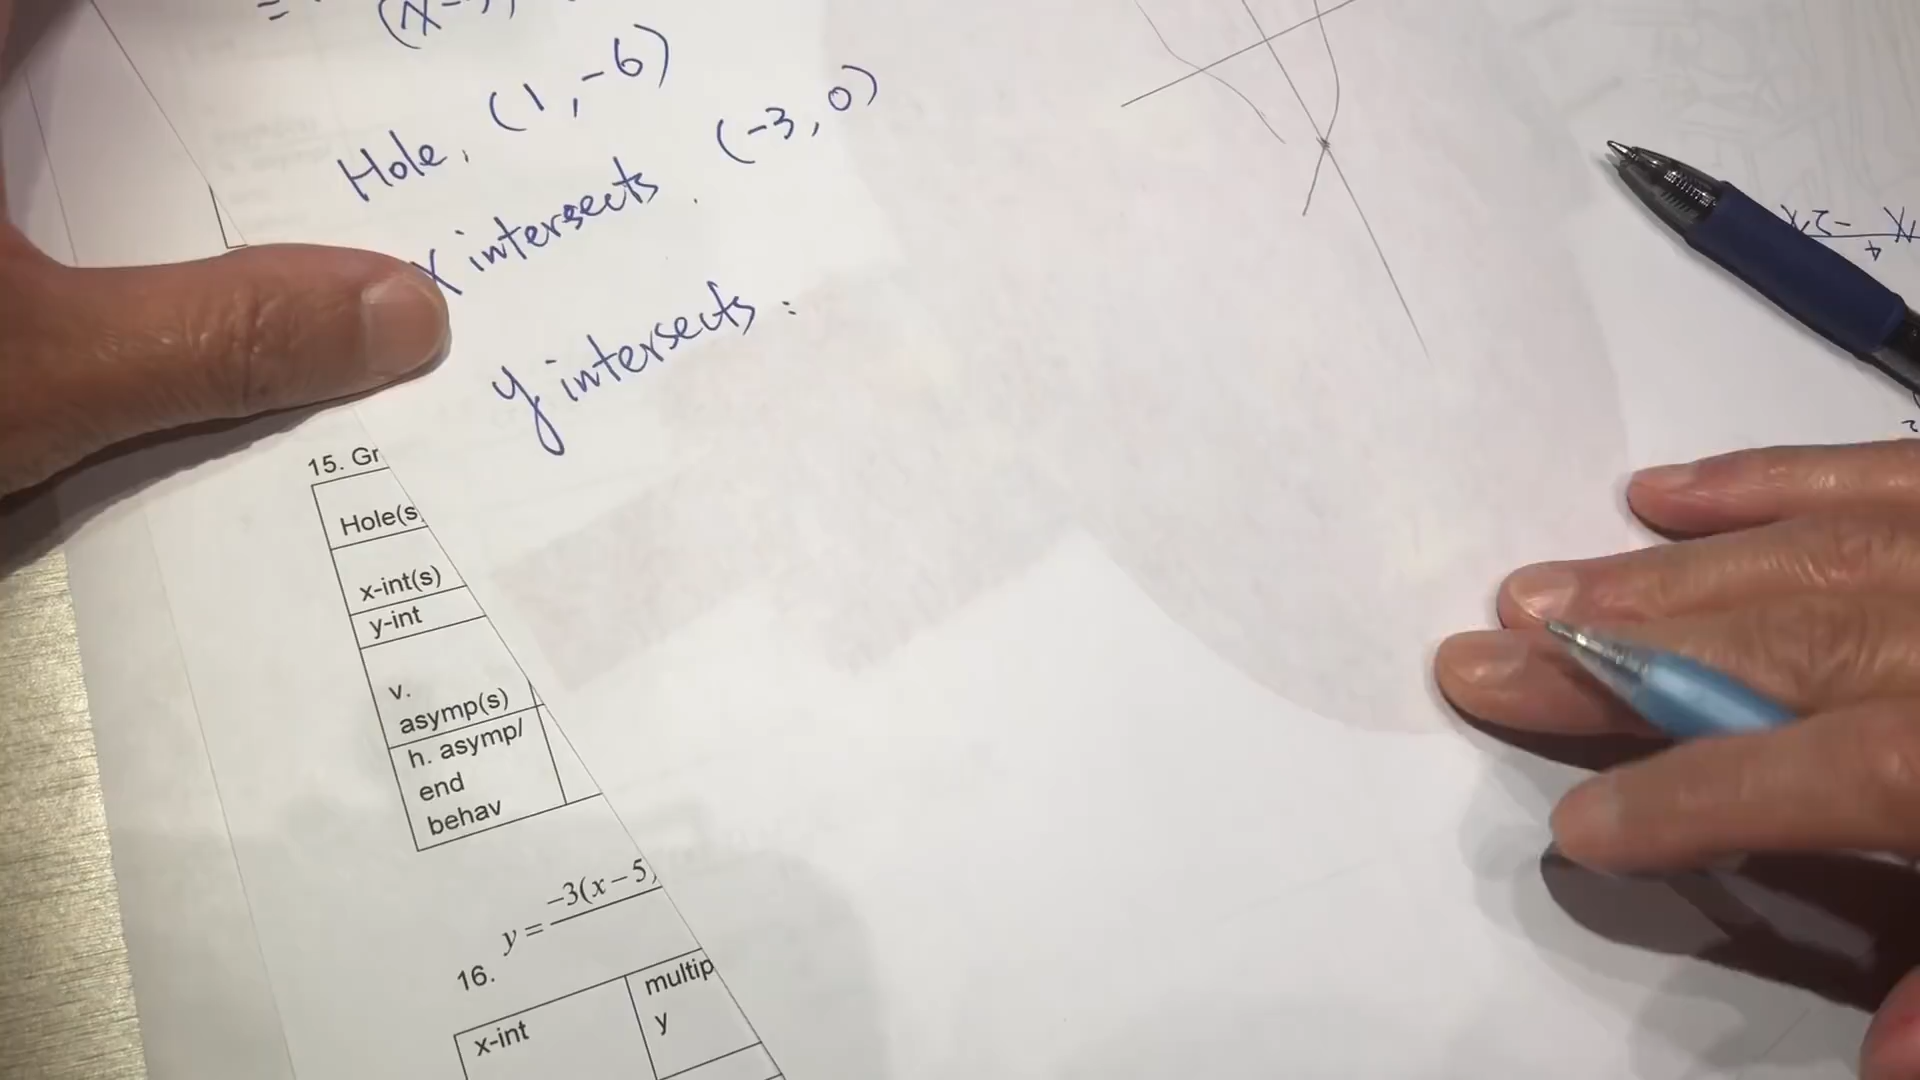 Hole. (1, -6)
x intersects. (-3, 0)
y intersects:
15. Gr
Hole(s
x-int(s)
y-int
v.
asymp(s)
h. asymp/
end
behav
16. y = -3(x-5)
x-int
multip
y